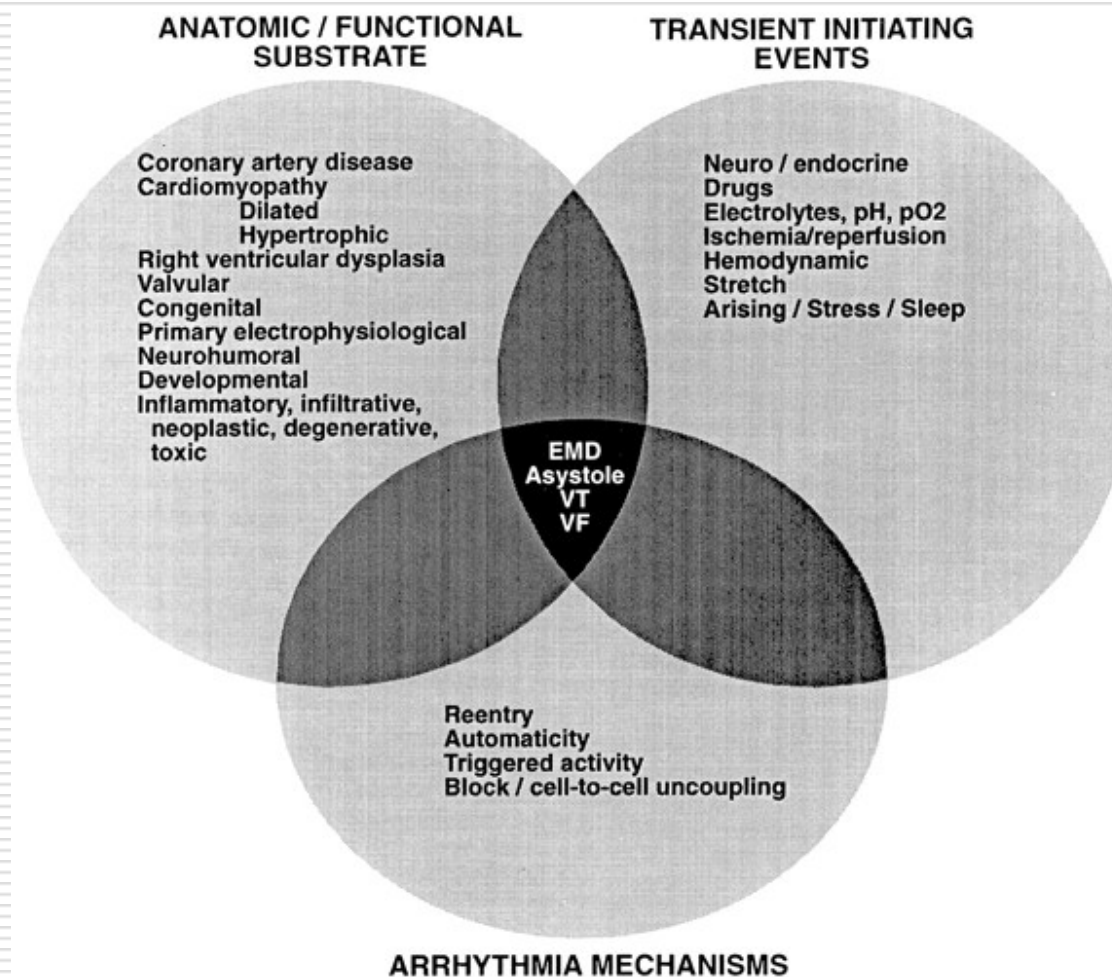 ANATOMIC / FUNCTIONAL
SUBSTRATE
TRANSIENT INITIATING
EVENTS
Coronary artery disease
Cardiomyopathy
Dilated
Hypertrophic
Right ventricular dysplasia
Valvular
Congenital
Primary electrophysiological
Neurohumoral
Developmental
Inflammatory, infiltrative,
neoplastic, degenerative,
toxic
Neuro / endocrine
Drugs
Electrolytes, pH, pO2
Ischemia/reperfusion
Hemodynamic
Stretch
Arising / Stress / Sleep
EMD
Asystole
VT
VF
Reentry
Automaticity
Triggered activity
Block / cell-to-cell uncoupling
ARRHYTHMIA MECHANISMS